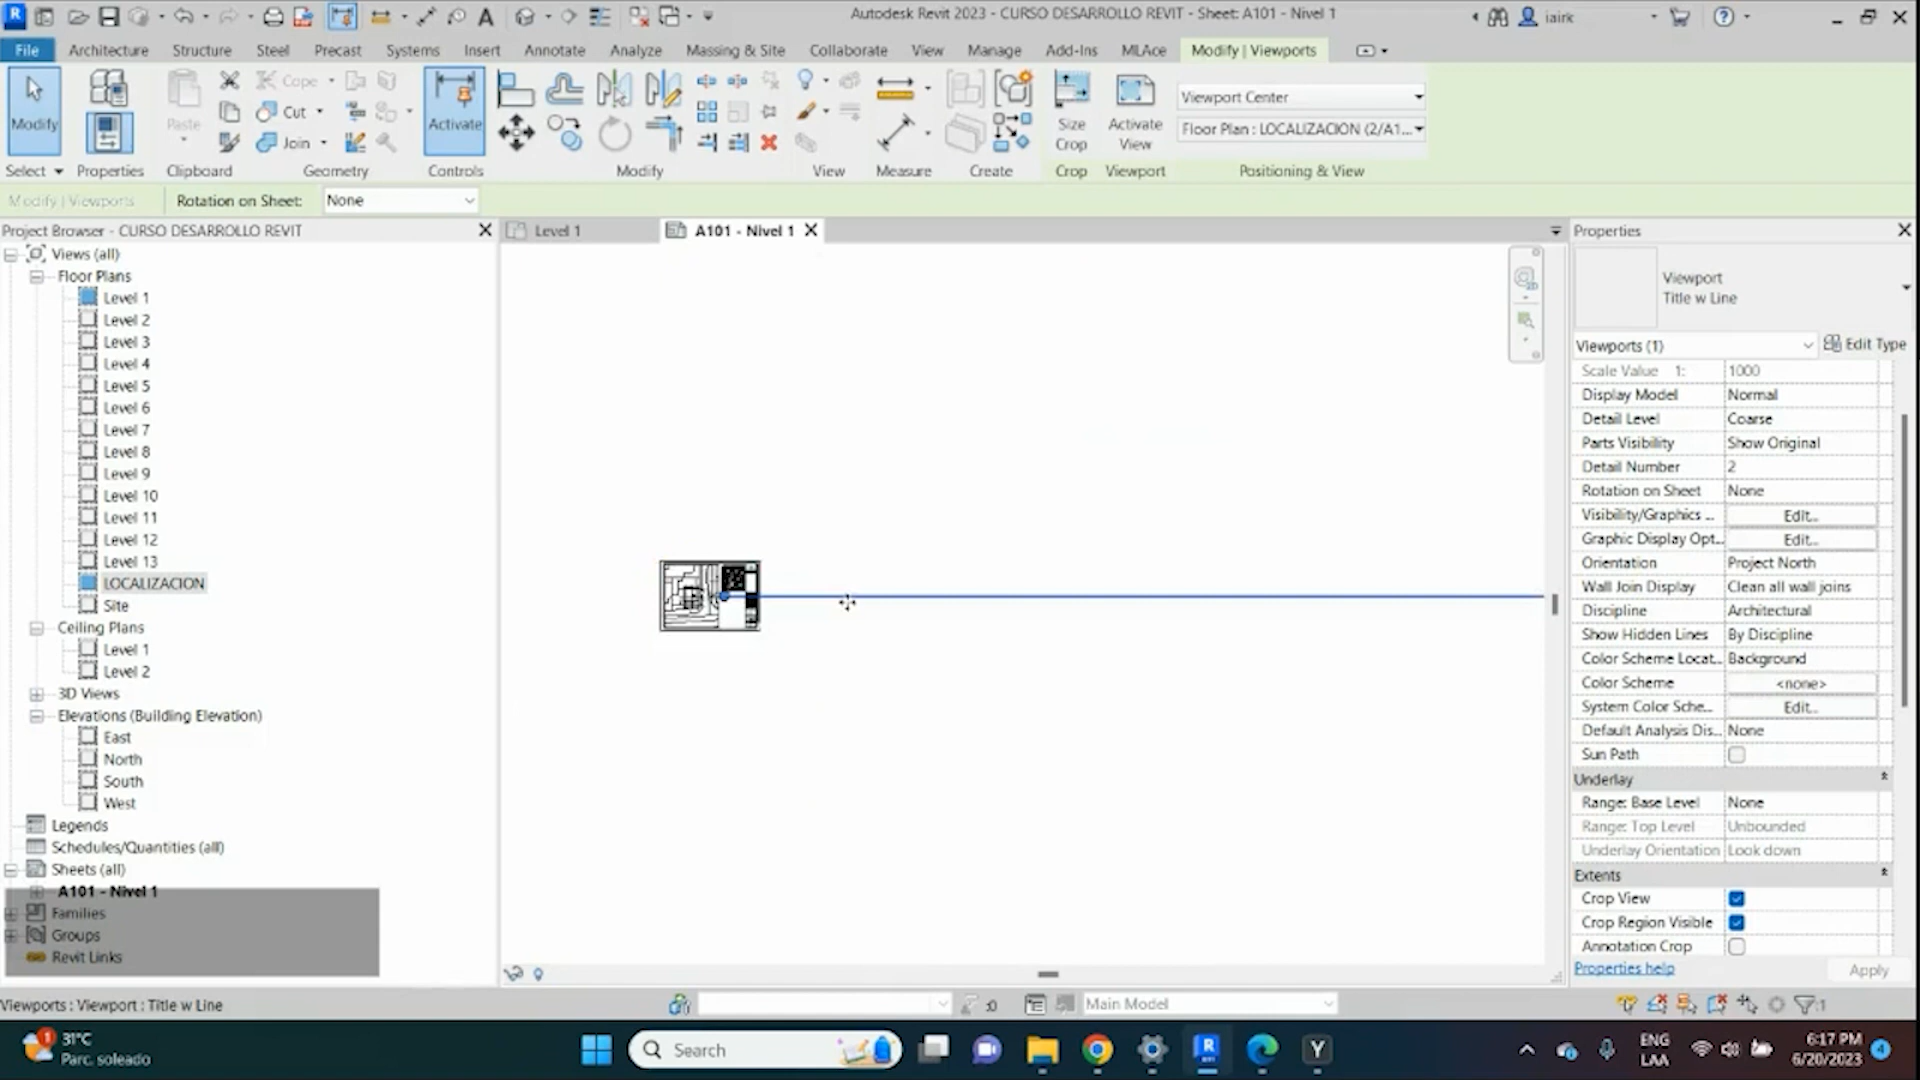 Autodesk Revit 2023 - CURSO DESARROLLO REVIT - Sheet: A101 - Nivel 1
iairk
File
Architecture
Structure
Steel
Precast
Systems
Insert
Annotate
Analyze
Massing & Site
Collaborate
View
Manage
Add-Ins
MLAce
Modify | Viewports
Modify
Paste
Cope
Cut
Join
Activate
Size
Crop
Activate
View
Viewport Center
Floor Plan : LOCALIZACION (2/A1...
Select
Properties
Clipboard
Geometry
Controls
Modify
View
Measure
Create
Crop
Viewport
Positioning & View
Modify | Viewports
Rotation on Sheet:
None
Project Browser - CURSO DESARROLLO REVIT
Views (all)
Floor Plans
Level 1
Level 2
Level 3
Level 4
Level 5
Level 6
Level 7
Level 8
Level 9
Level 10
Level 11
Level 12
Level 13
LOCALIZACION
Site
Ceiling Plans
Level 1
Level 2
3D Views
Elevations (Building Elevation)
East
North
South
West
Legends
Schedules/Quantities (all)
Sheets (all)
A101 - Nivel 1
Families
Groups
Revit Links
Level 1
A101 - Nivel 1
Properties
Viewport
Title w Line
Viewports (1)
Edit Type
Scale Value 1:
1000
Display Model
Normal
Detail Level
Coarse
Parts Visibility
Show Original
Detail Number
2
Rotation on Sheet
None
Visibility/Graphics ...
Edit...
Graphic Display Opt...
Edit...
Orientation
Project North
Wall Join Display
Clean all wall joins
Discipline
Architectural
Show Hidden Lines
By Discipline
Color Scheme Locat...
Background
Color Scheme
<none>
System Color Sche...
Edit...
Default Analysis Dis...
None
Sun Path
Underlay
Range: Base Level
None
Range: Top Level
Unbounded
Underlay Orientation
Look down
Extents
Crop View
Crop Region Visible
Annotation Crop
Properties help
Apply
Viewports : Viewport : Title w Line
:0
Main Model
:1
1
31°C
Parc. soleado
Search
ENG
LAA
6:17 PM
6/20/2023
4